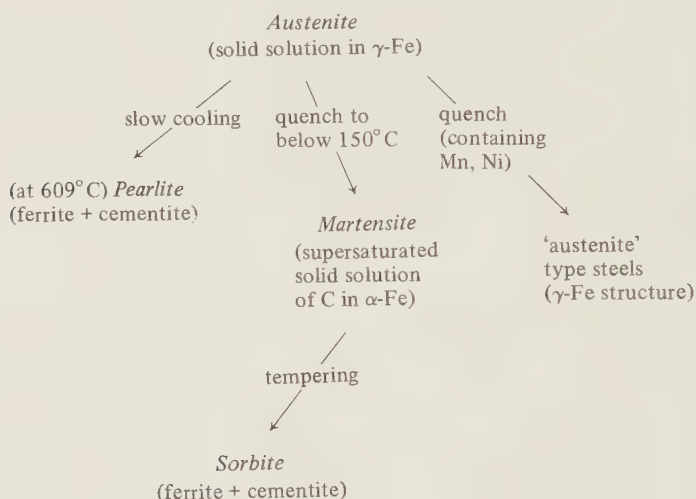 Austenite
(solid solution in γ-Fe)
slow cooling
quench to
below 150°C
quench
(containing
Mn, Ni)
(at 609°C) Pearlite
(ferrite + cementite)
Martensite
(supersaturated
solid solution
of C in α-Fe)
'austenite'
type steels
(γ-Fe structure)
tempering
Sorbite
(ferrite + cementite)